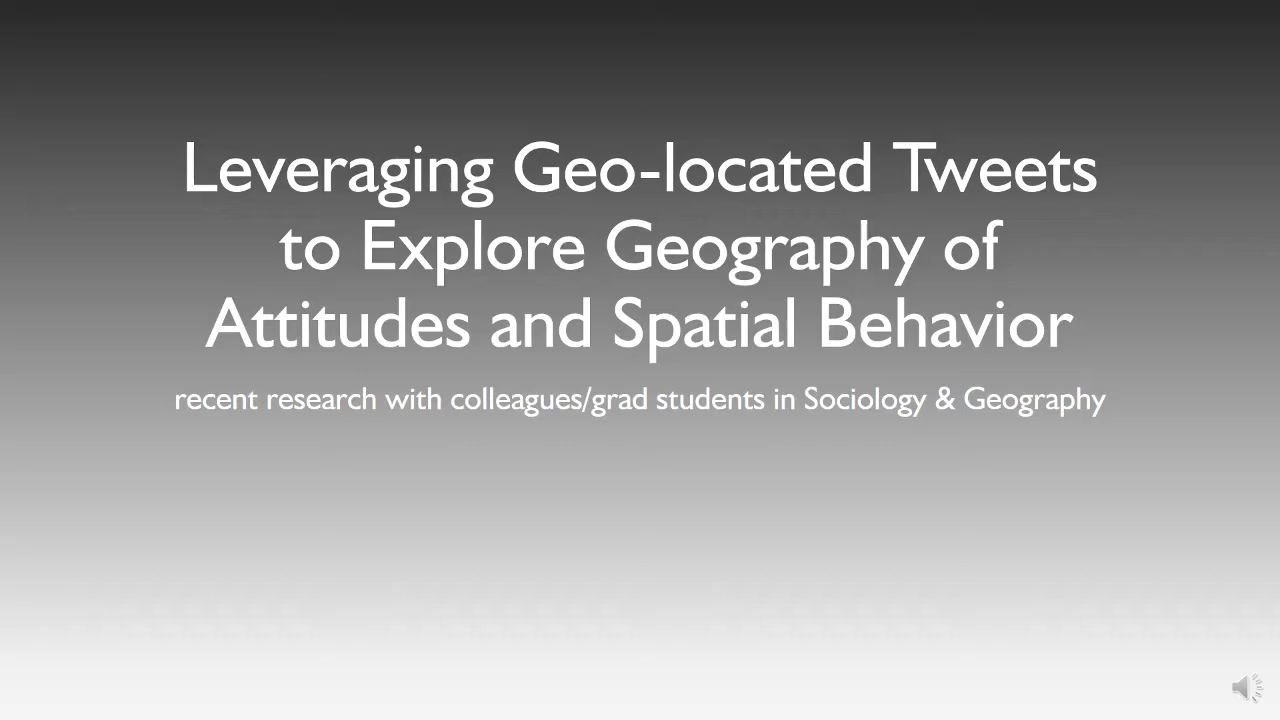 Leveraging Geo-located Tweets
to Explore Geography of
Attitudes and Spatial Behavior
recent research with colleagues/grad students in Sociology & Geography